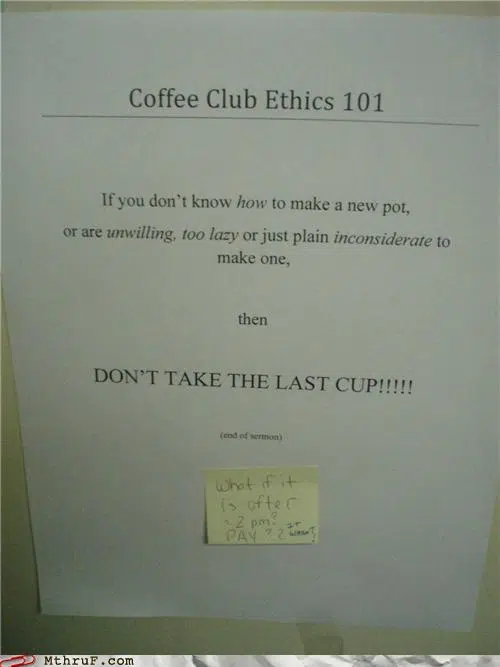 Coffee Club Ethics 101
If you don't know how to make a new pot,
or are unwilling, too lazy or just plain inconsiderate to
make one,
then
DON'T TAKE THE LAST CUP!!!!!
(end of sermon)
What if it
is after
2 pm?
MthruF.com